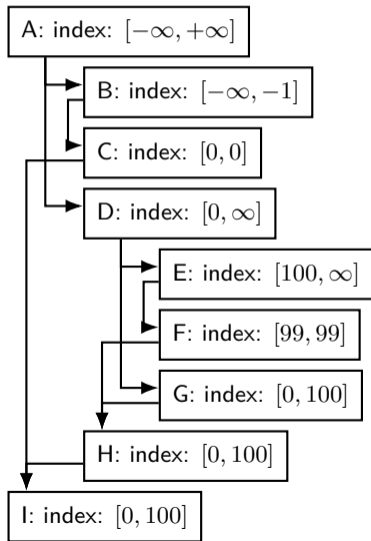 A: index: [−∞, +∞]
B: index: [−∞, −1]
C: index: [0, 0]
D: index: [0, ∞]
E: index: [100, ∞]
F: index: [99, 99]
G: index: [0, 100]
H: index: [0, 100]
I: index: [0, 100]